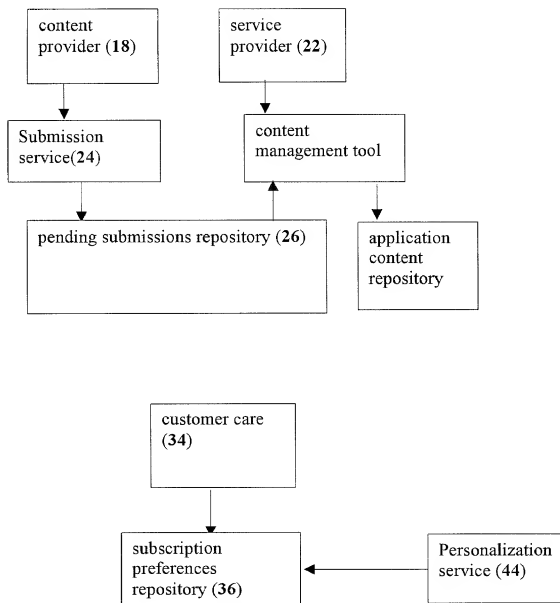 content
provider (18)
service
provider (22)
Submission
service(24)
content
management tool
pending submissions repository (26)
application
content
repository
customer care
(34)
subscription
preferences
repository (36)
Personalization
service (44)